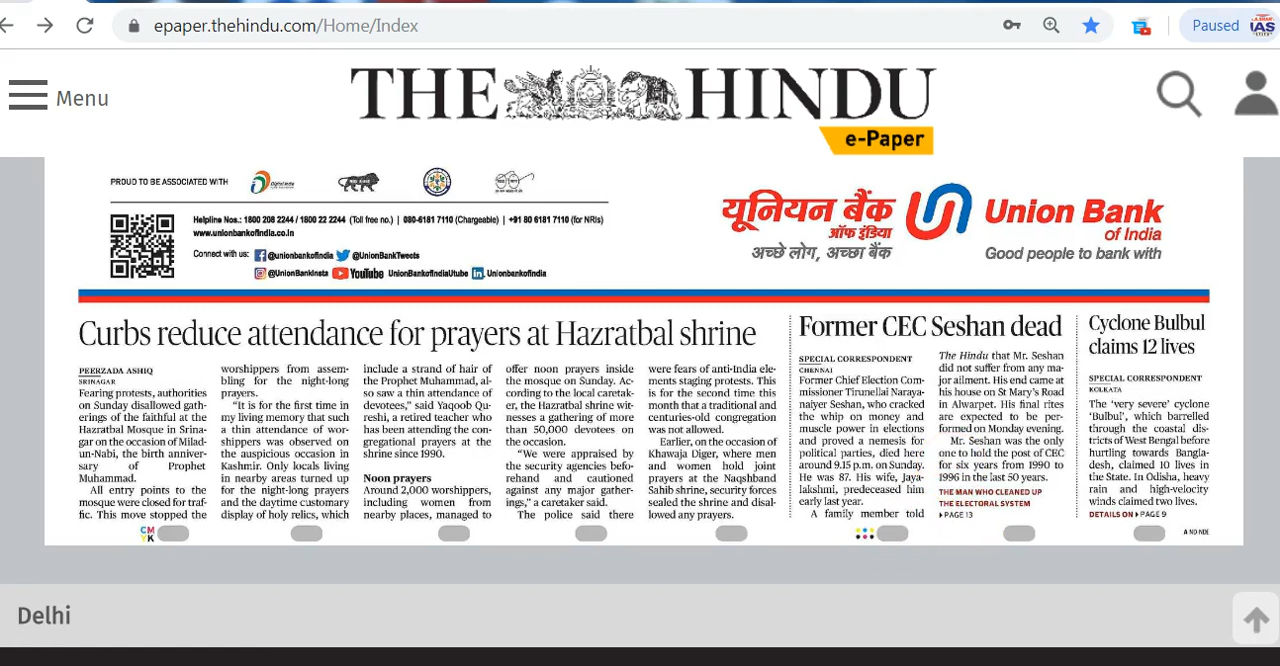 epaper.thehindu.com/Home/Index
Paused
IAS
Menu
THE HINDU
e-Paper
PROUD TO BE ASSOCIATED WITH
Digital India
Helpline Nos.: 1800 208 2244 / 1800 22 2244 (Toll free no.) | 080-6181 7110 (Chargeable) | +91 80 6181 7110 (for NRIs)
www.unionbankofindia.co.in
Connect with us: @unionbankofindia @UnionBankTweets
@UnionBankInsta YouTube UnionBankofIndiaUtube Unionbankofindia
यूनियन बैंक
ऑफ इंडिया
अच्छे लोग, अच्छा बैंक
Union Bank
of India
Good people to bank with
Curbs reduce attendance for prayers at Hazratbal shrine
PEERZADA ASHIQ
SRINAGAR
Fearing protests, authorities
on Sunday disallowed gath-
erings of the faithful at the
Hazratbal Mosque in Srina-
gar on the occasion of Milad-
un-Nabi, the birth anniver-
sary of Prophet
Muhammad.
All entry points to the
mosque were closed for traf-
fic. This move stopped the
worshippers from assem-
bling for the night-long
prayers.
“It is for the first time in
my living memory that such
a thin attendance of wor-
shippers was observed on
the auspicious occasion in
Kashmir. Only locals living
in nearby areas turned up
for the night-long prayers
and the daytime customary
display of holy relics, which
include a strand of hair of
the Prophet Muhammad, al-
so saw a thin attendance of
devotees,” said Yaqoob Qu-
reshi, a retired teacher who
has been attending the con-
gregational prayers at the
shrine since 1990.
Noon prayers
Around 2,000 worshippers,
including women from
nearby places, managed to
offer noon prayers inside
the mosque on Sunday. Ac-
cording to the local caretak-
er, the Hazratbal shrine wit-
nesses a gathering of more
than 50,000 devotees on
the occasion.
“We were appraised by
the security agencies befo-
rehand and cautioned
against any major gather-
ings,” a caretaker said.
The police said there
were fears of anti-India ele-
ments staging protests. This
is for the second time this
month that a traditional and
centuries-old congregation
was not allowed.
Earlier, on the occasion of
Khawaja Diger, where men
and women hold joint
prayers at the Naqshband
Sahib shrine, security forces
sealed the shrine and disal-
lowed any prayers.
Former CEC Seshan dead
SPECIAL CORRESPONDENT
CHENNAI
Former Chief Election Com-
missioner Tirunellai Naraya-
naiyer Seshan, who cracked
the whip on money and
muscle power in elections
and proved a nemesis for
political parties, died here
around 9.15 p.m. on Sunday.
He was 87. His wife, Jaya-
lakshmi, predeceased him
early last year.
A family member told
The Hindu that Mr. Seshan
did not suffer from any ma-
jor ailment. His end came at
his house on St Mary’s Road
in Alwarpet. His final rites
are expected to be per-
formed on Monday evening.
Mr. Seshan was the only
one to hold the post of CEC
for six years from 1990 to
1996 in the last 50 years.
THE MAN WHO CLEANED UP
THE ELECTORAL SYSTEM
▸ PAGE 13
Cyclone Bulbul
claims 12 lives
SPECIAL CORRESPONDENT
KOLKATA
The ‘very severe’ cyclone
‘Bulbul’, which barrelled
through the coastal dis-
tricts of West Bengal before
hurtling towards Bangla-
desh, claimed 10 lives in
the State. In Odisha, heavy
rain and high-velocity
winds claimed two lives.
DETAILS ON ▸ PAGE 9
CM
YK
A ND-NDE
Delhi